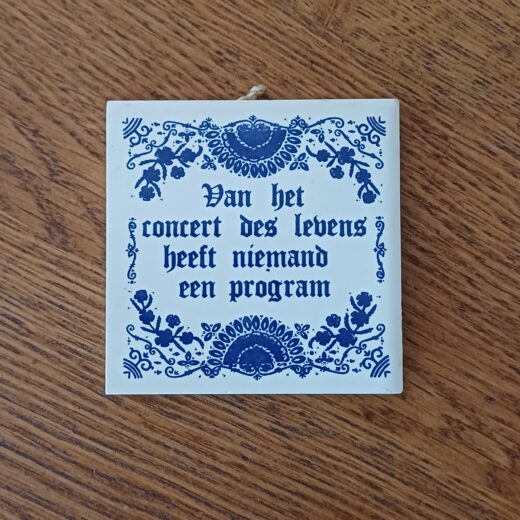 Van het
concert des levens
heeft niemand
een program